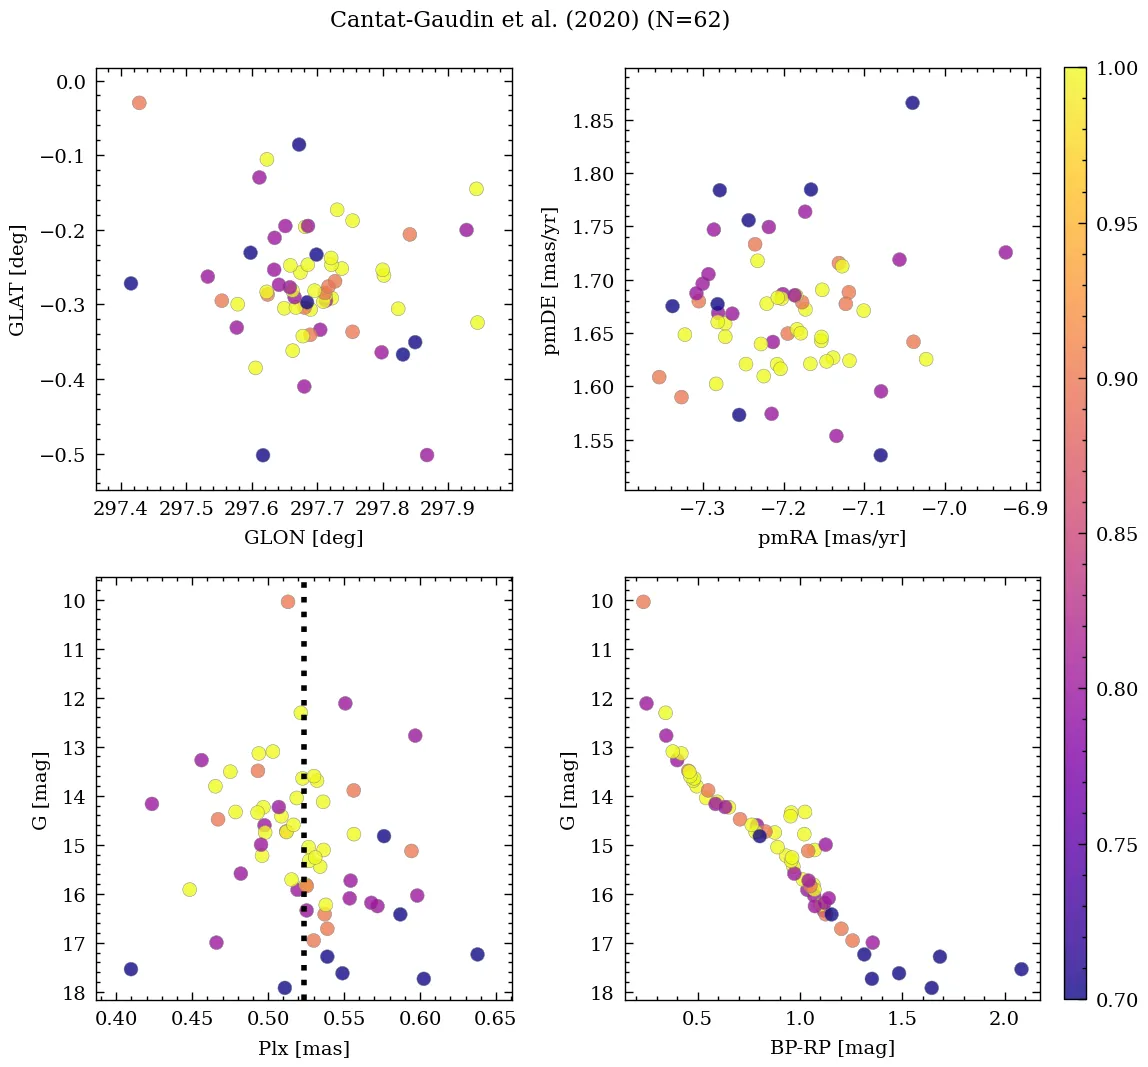 Cantat-Gaudin et al. (2020) (N=62)
0.0
−0.1
−0.2
−0.3
−0.4
−0.5
GLAT [deg]
297.4 297.5 297.6 297.7 297.8 297.9
GLON [deg]
1.85
1.80
1.75
1.70
1.65
1.60
1.55
pmDE [mas/yr]
−7.3 −7.2 −7.1 −7.0 −6.9
pmRA [mas/yr]
10
11
12
13
14
15
16
17
18
G [mag]
0.40 0.45 0.50 0.55 0.60 0.65
Plx [mas]
10
11
12
13
14
15
16
17
18
G [mag]
0.5 1.0 1.5 2.0
BP-RP [mag]
1.00
0.95
0.90
0.85
0.80
0.75
0.70